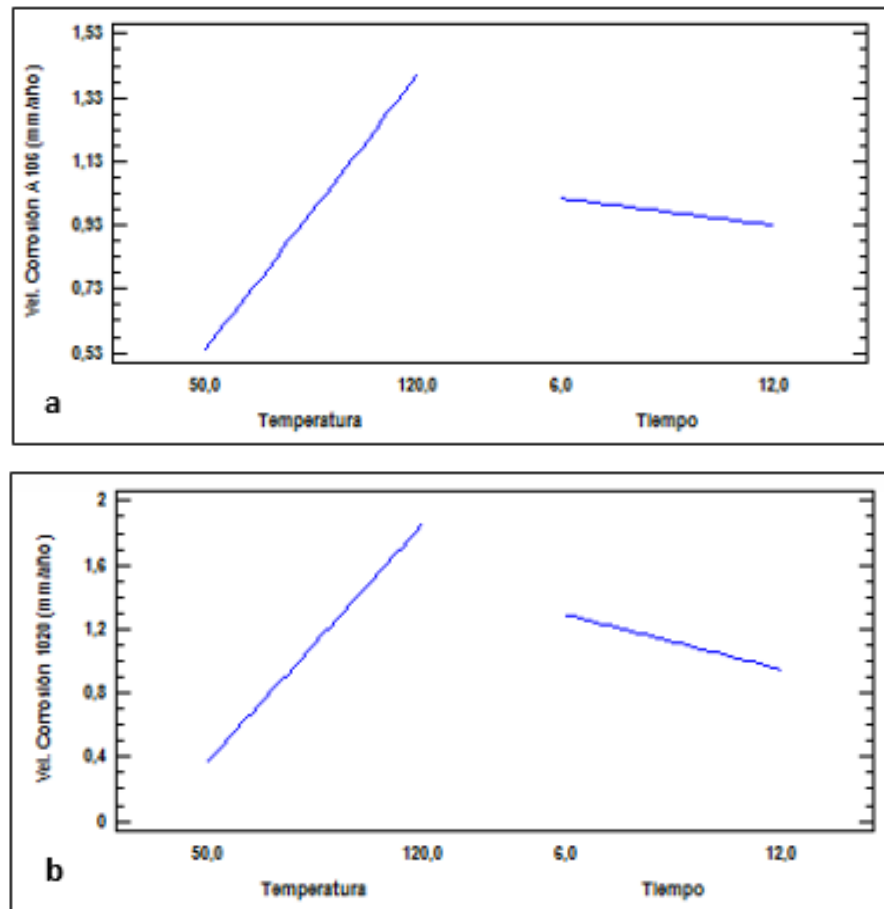 Vel. Corrosión A 106 (mm/año)
1,53
1,33
1,13
0,93
0,73
0,53
50,0 120,0 6,0 12,0
Temperatura Tiempo
a
Vel. Corrosión 1020 (mm/año)
2
1,6
1,2
0,8
0,4
0
50,0 120,0 6,0 12,0
Temperatura Tiempo
b